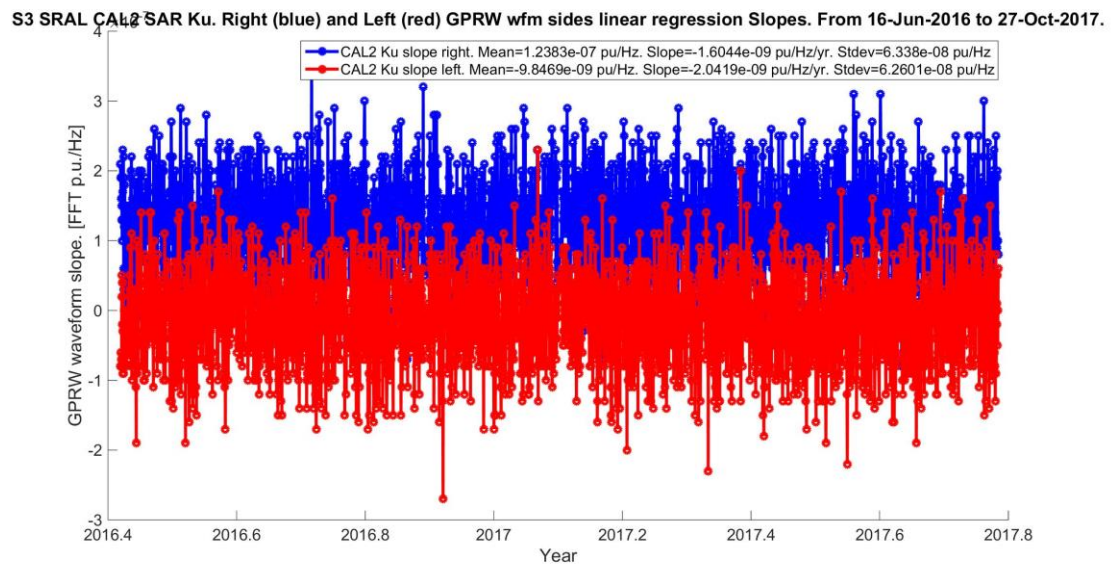 S3 SRAL CAL2 SAR Ku. Right (blue) and Left (red) GPRW wfm sides linear regression Slopes. From 16-Jun-2016 to 27-Oct-2017.
CAL2 Ku slope right. Mean=1.2383e-07 pu/Hz. Slope=-1.6044e-09 pu/Hz/yr. Stdev=6.338e-08 pu/Hz
CAL2 Ku slope left. Mean=-9.8469e-09 pu/Hz. Slope=-2.0419e-09 pu/Hz/yr. Stdev=6.2601e-08 pu/Hz
GPRW waveform slope. [FFT p.u./Hz]
4
3
2
1
0
-1
-2
-3
2016.4 2016.6 2016.8 2017 2017.2 2017.4 2017.6 2017.8
Year